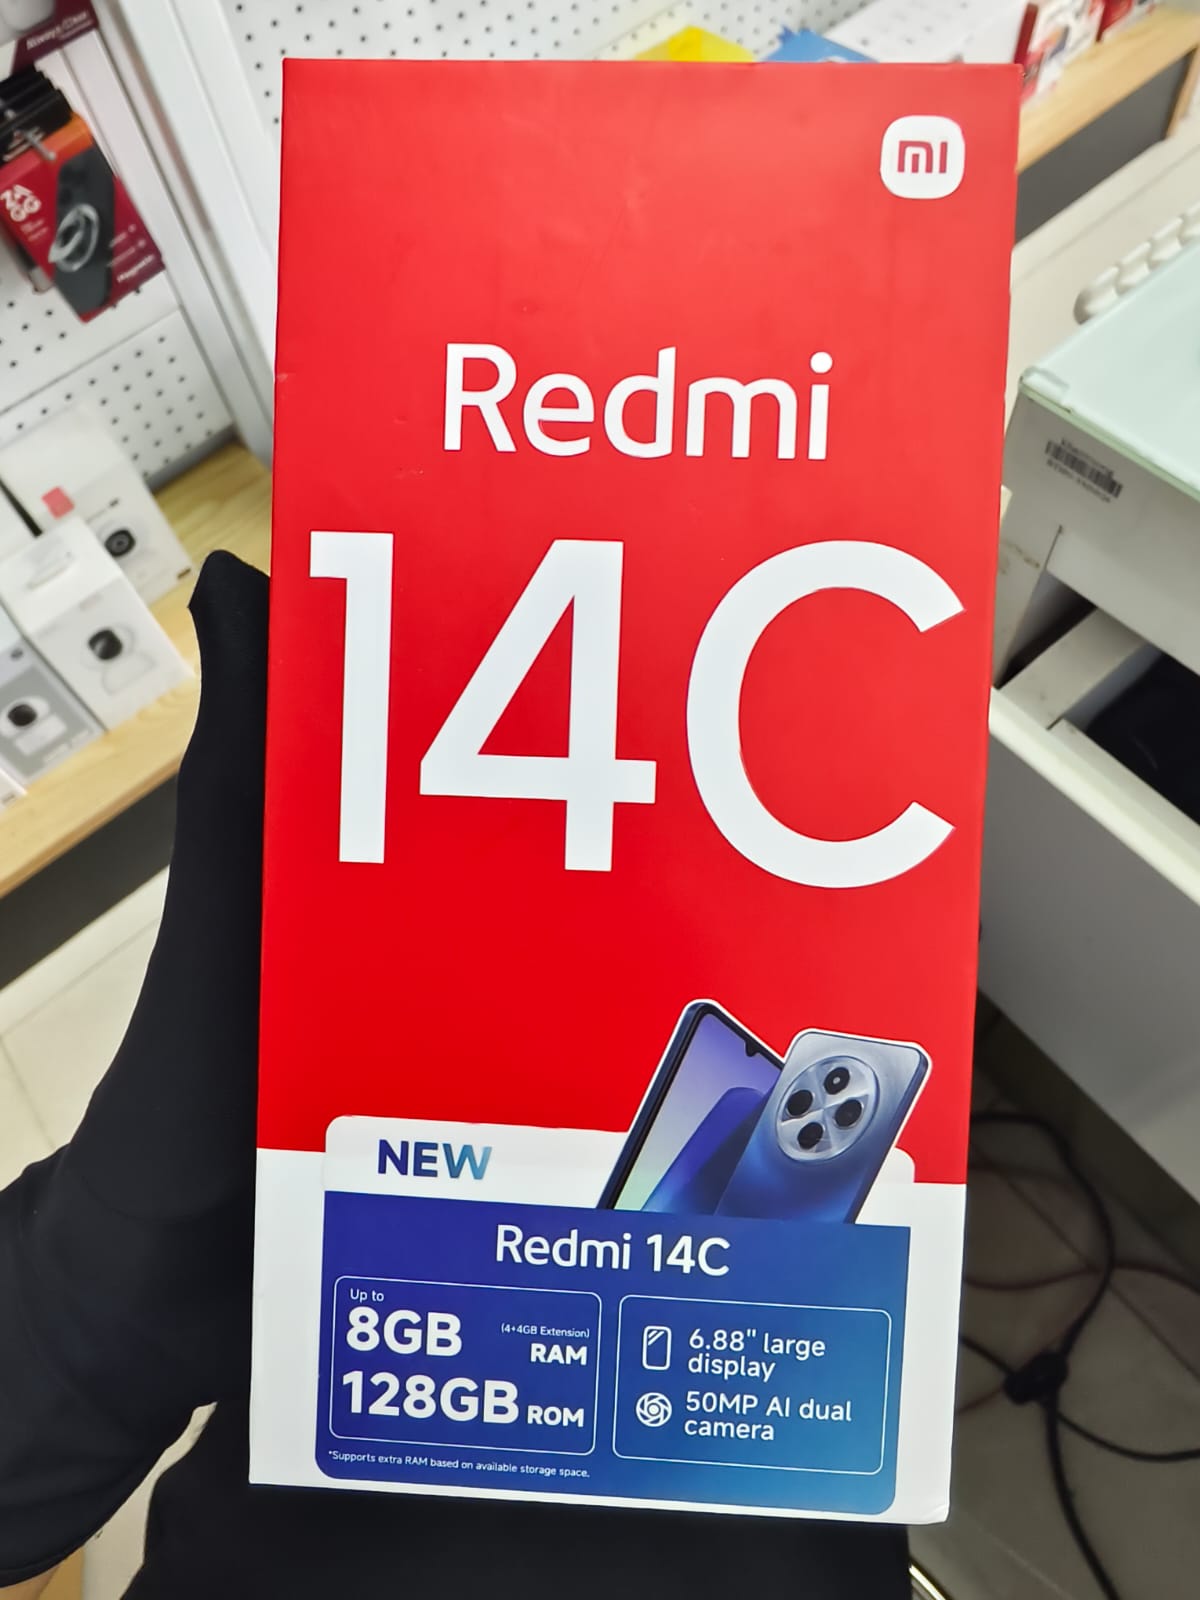 mi
Redmi
14C
NEW
Redmi 14C
Up to
8GB (4+4GB Extension) RAM
128GB ROM
*Supports extra RAM based on available storage space.
6.88" large
display
50MP AI dual
camera
ZAGG